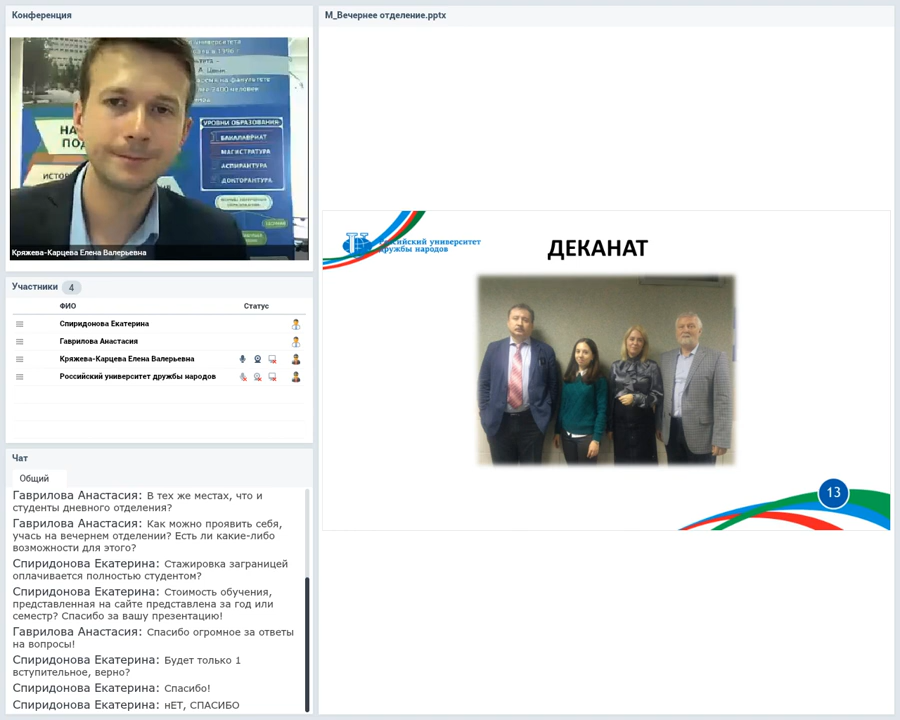 Конференция
университета
А. Цвык
УРОВНИ ОБРАЗОВАНИЯ
БАКАЛАВРИАТ
МАГИСТРАТУРА
АСПИРАНТУРА
ДОКТОРАНТУРА
НА
ПОД
Кряжева-Карцева Елена Валерьевна
Участники 4
ФИО Статус
Спиридонова Екатерина
Гаврилова Анастасия
Кряжева-Карцева Елена Валерьевна
Российский университет дружбы народов
Чат
Общий
Гаврилова Анастасия: В тех же местах, что и
студенты дневного отделения?
Гаврилова Анастасия: Как можно проявить себя,
учась на вечернем отделении? Есть ли какие-либо
возможности для этого?
Спиридонова Екатерина: Стажировка заграницей
оплачивается полностью студентом?
Спиридонова Екатерина: Стоимость обучения,
представленная на сайте представлена за год или
семестр? Спасибо за вашу презентацию!
Гаврилова Анастасия: Спасибо огромное за ответы
на вопросы!
Спиридонова Екатерина: Будет только 1
вступительное, верно?
Спиридонова Екатерина: Спасибо!
Спиридонова Екатерина: нЕТ, СПАСИБО
М_Вечернее отделение.pptx
Российский университет
дружбы народов
ДЕКАНАТ
13